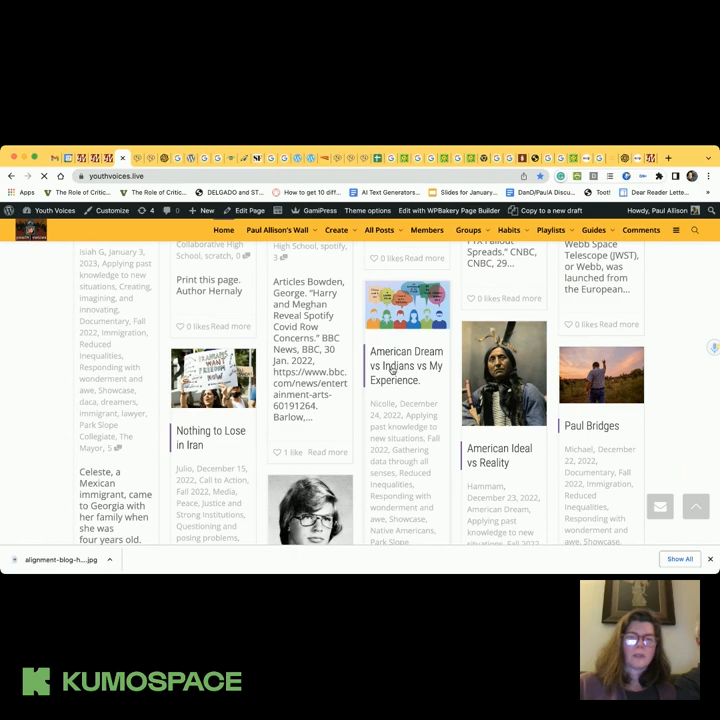 youthvoices.live
Apps
The Role of Critic...
The Role of Critic...
DELGADO and ST...
How to get 10 diff...
AI Text Generators...
Slides for January...
DanO/PaulA Discu...
Toot!
Dear Reader Lette...
Youth Voices
Customize
4
0
New
Edit Page
GamiPress
Theme options
Edit with WPBakery Page Builder
Copy to a new draft
Howdy, Paul Allison
Home
Paul Allison's Wall
Create
All Posts
Members
Groups
Habits
Playlists
Guides
Comments
Isiah G, January 3,
2023, Applying past
knowledge to new
situations, Creating,
imagining, and
innovating,
Documentary, Fall
2022, Immigration,
Reduced
Inequalities,
Responding with
wonderment and
awe, Showcase,
daca, dreamers,
immigrant, lawyer,
Park Slope
Collegiate, The
Mayor, 5
Celeste, a
Mexican
immigrant, came
to Georgia with
her family when
she was
four years old.
Collaborative High
School, scratch, 0
Print this page.
Author Hernaly
0 likes Read more
IRANIANS
WANT
FREEDOM
NOW
Nothing to Lose
in Iran
Julio, December 15,
2022, Call to Action,
Fall 2022, Media,
Peace, Justice and
Strong Institutions,
Questioning and
posing problems,
High School, spotify,
3
Articles Bowden,
George. “Harry
and Meghan
Reveal Spotify
Covid Row
Concerns.” BBC
News, BBC, 30
Jan. 2022,
https://www.bbc.
com/news/entert
ainment-arts-
60191264.
Barlow,...
1 like Read more
0 likes Read more
American Dream
vs Indians vs My
Experience.
Nicolle, December
24, 2022, Applying
past knowledge to
new situations, Fall
2022, Gathering
data through all
senses, Reduced
Inequalities,
Responding with
wonderment and
awe, Showcase,
Native Americans,
Park Slope
FTX Fallout
Spreads.” CNBC,
CNBC, 29...
0 likes Read more
American Ideal
vs Reality
Hammam,
December 23, 2022,
American Dream,
Applying past
knowledge to new
situations, Fall 2022,
Webb Space
Telescope (JWST),
or Webb, was
launched from
the European...
0 likes Read more
Paul Bridges
Michael, December
22, 2022,
Documentary, Fall
2022, Immigration,
Reduced
Inequalities,
Responding with
wonderment and
awe, Showcase,
alignment-blog-h....jpg
Show All
KUMOSPACE